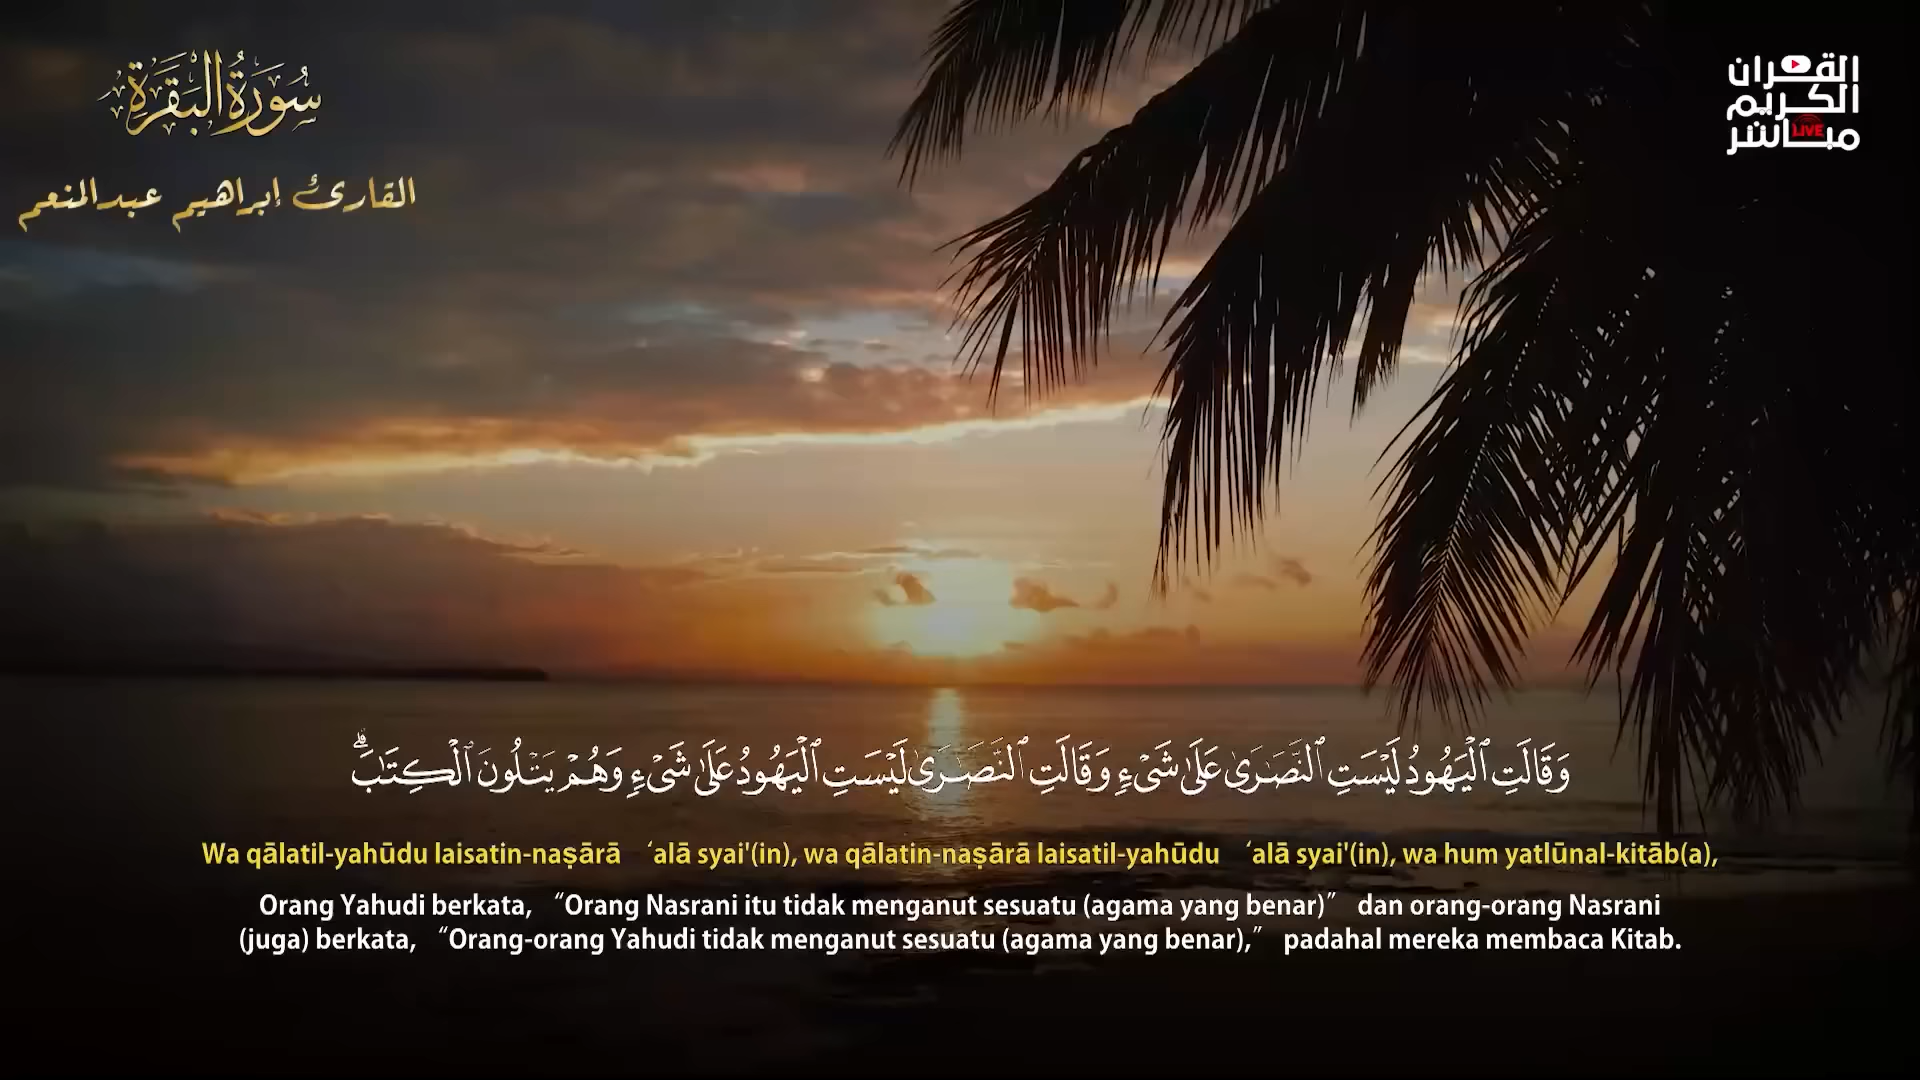 سُورَةُ الْبَقَرَةِ
القارئ إبراهيم عبدالمنعم
القرآن
الكريم
مباشر
LIVE
وَقَالَتِ ٱلْيَهُودُ لَيْسَتِ ٱلنَّصَـٰرَىٰ عَلَىٰ شَىْءٍ وَقَالَتِ ٱلنَّصَـٰرَىٰ لَيْسَتِ ٱلْيَهُودُ عَلَىٰ شَىْءٍ وَهُمْ يَتْلُونَ ٱلْكِتَـٰبَ ۗ
Wa qālatil-yahūdu laisatin-naṣārā ‘alā syai'(in), wa qālatin-naṣārā laisatil-yahūdu ‘alā syai'(in), wa hum yatlūnal-kitāb(a),
Orang Yahudi berkata, “Orang Nasrani itu tidak menganut sesuatu (agama yang benar)” dan orang-orang Nasrani
(juga) berkata, “Orang-orang Yahudi tidak menganut sesuatu (agama yang benar),” padahal mereka membaca Kitab.